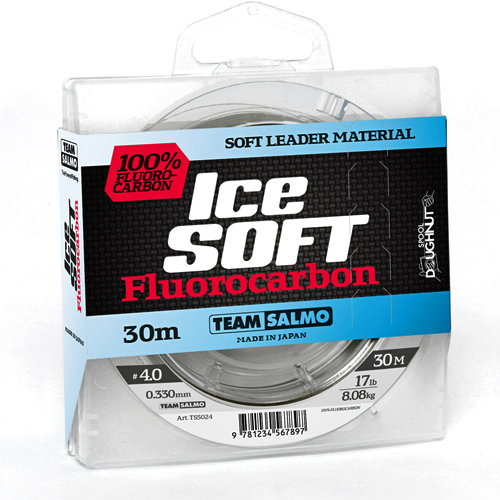 SOFT LEADER MATERIAL
100%
FLUORO-
CARBON
Ice
SOFT
Fluorocarbon
30m
TEAM SALMO
MADE IN JAPAN
SPOOL
DOUGHNUT
TEAM
SALMO
Ice
SOFT
Fluorocarbon
30m
# 4.0
0.330mm
TEAM SALMO
Art. TS5024
30M
17lb
8.08kg
100% FLUOROCARBON
9 781234 567897